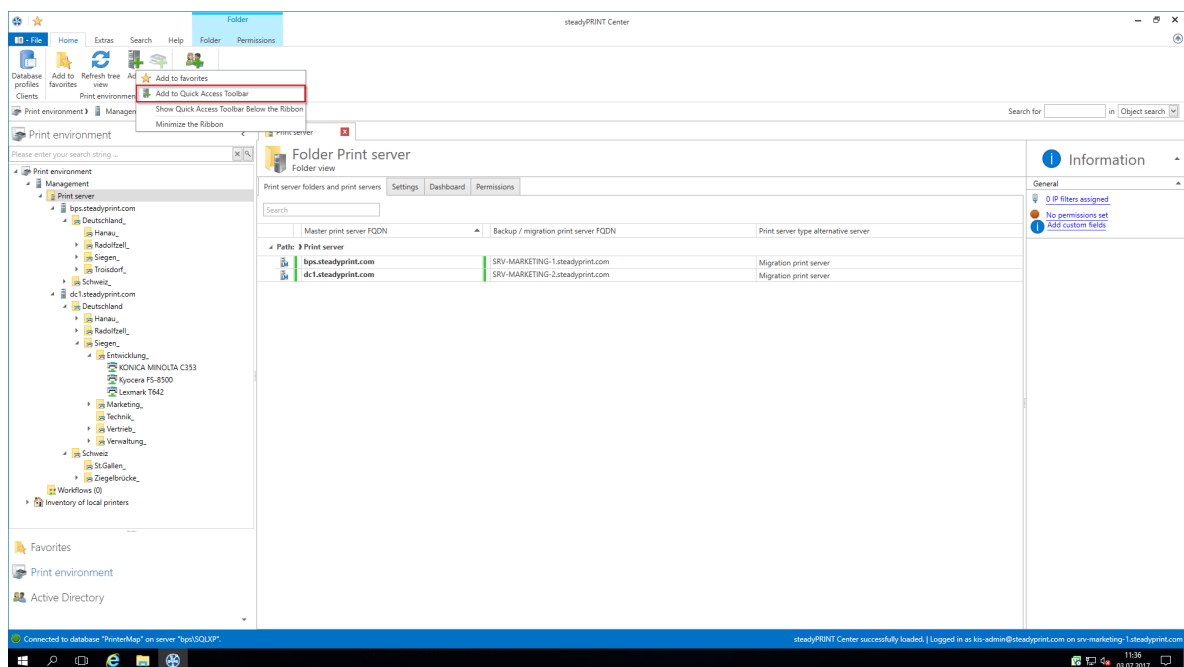 Folder
steadyPRINT Center
File Home Extras Search Help Folder Permissions
Database profiles
Add to favorites
Refresh tree view
Clients
Print environment
Add to favorites
Add to Quick Access Toolbar
Show Quick Access Toolbar Below the Ribbon
Minimize the Ribbon
Print environment
Search for in Object search
Print environment
Print server
Please enter your search string ...
Print environment
Management
Print server
bps.steadyprint.com
Deutschland_
Hanau_
Radolfzell_
Siegen_
Troisdorf_
Schweiz_
dc1.steadyprint.com
Deutschland
Hanau_
Radolfzell_
Siegen_
Entwicklung_
KONICA MINOLTA C353
Kyocera FS-8500
Lexmark T642
Marketing_
Technik_
Vertrieb_
Verwaltung_
Schweiz
St.Gallen_
Ziegelbrücke_
Workflows (0)
Inventory of local printers
Favorites
Print environment
Active Directory
Folder Print server
Folder view
Print server folders and print servers Settings Dashboard Permissions
Search
Master print server FQDN Backup / migration print server FQDN Print server type alternative server
Path: Print server
bps.steadyprint.com SRV-MARKETING-1.steadyprint.com Migration print server
dc1.steadyprint.com SRV-MARKETING-2.steadyprint.com Migration print server
Information
General
0 IP filters assigned
No permissions set
Add custom fields
Connected to database "PrinterMap" on server "bps\SQLXP".
steadyPRINT Center successfully loaded. | Logged in as kis-admin@steadyprint.com on srv-marketing-1.steadyprint.com
11:36
03.07.2017